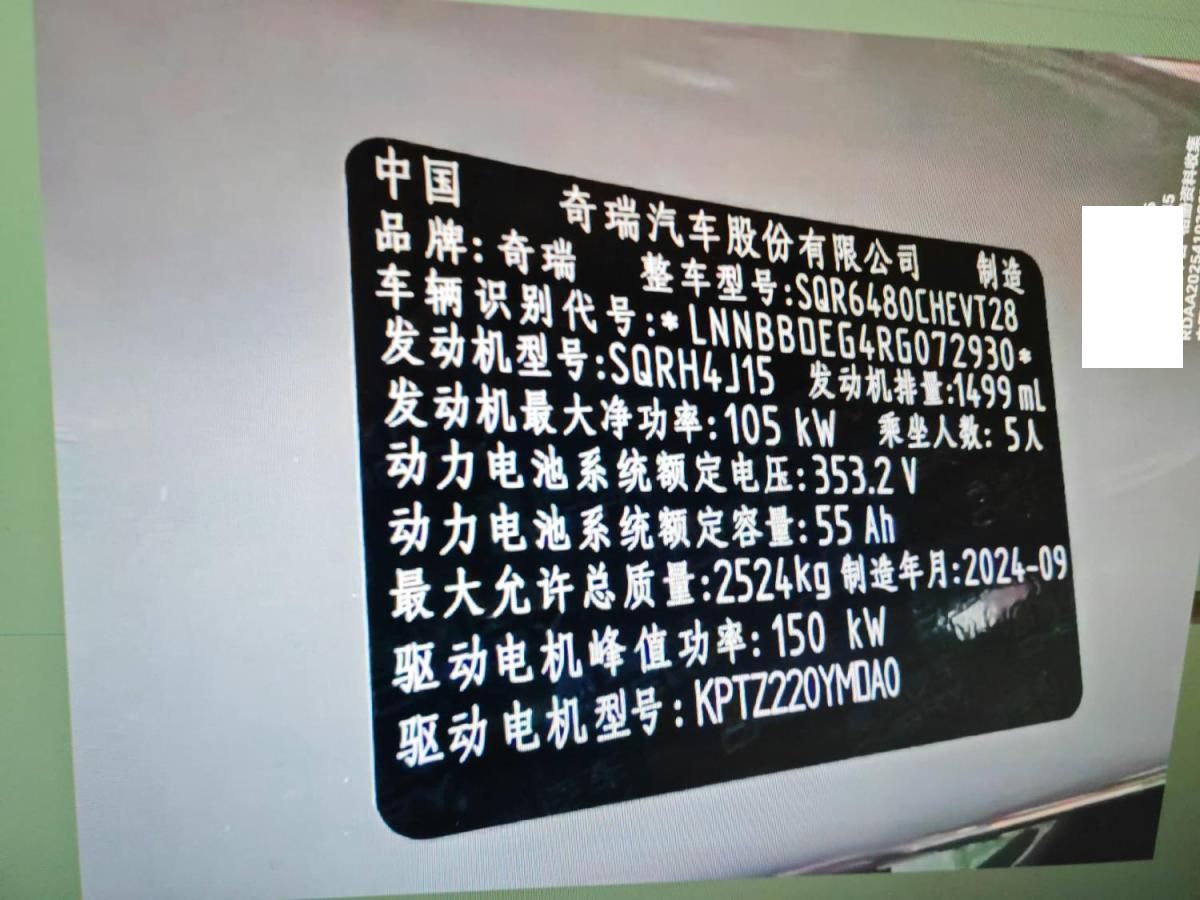 中国 奇瑞汽车股份有限公司 制造
品牌:奇瑞 整车型号:SQR6480CHEVT28
车辆识别代号:*LNNBBDEG4RG072930*
发动机型号:SQRH4J15 发动机排量:1499mL
发动机最大净功率:105 kW 乘坐人数:5人
动力电池系统额定电压:353.2 V
动力电池系统额定容量:55 Ah
最大允许总质量:2524kg 制造年月:2024-09
驱动电机峰值功率:150 kW
驱动电机型号:KPTZ220YMDA0
资料收集